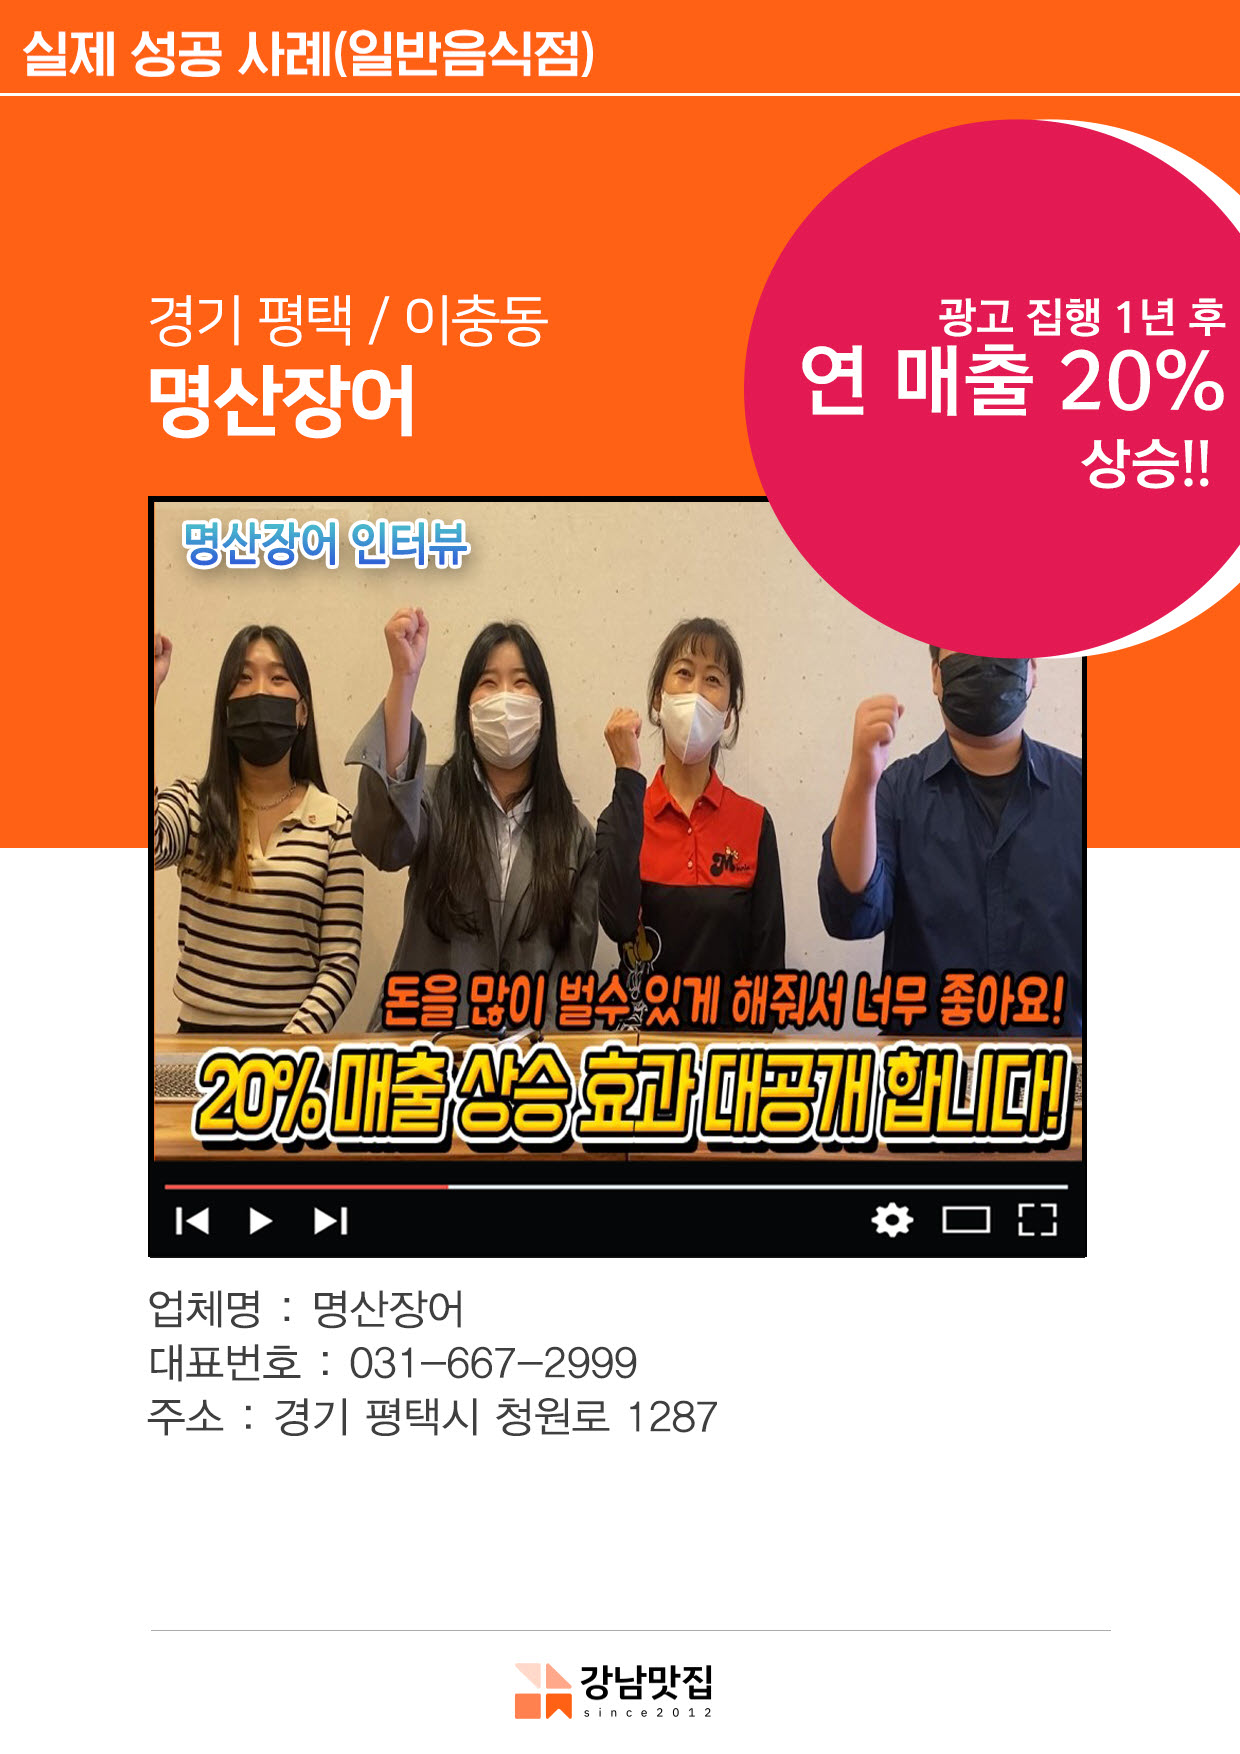 실제 성공 사례(일반음식점)
경기 평택 / 이충동
명산장어
광고 집행 1년 후
연 매출 20%
상승!!
명산장어 인터뷰
Music
돈을 많이 벌수 있게 해줘서 너무 좋아요!
20% 매출 상승 효과 대공개 합니다!
업체명 : 명산장어
대표번호 : 031-667-2999
주소 : 경기 평택시 청원로 1287
강남맛집
since2012